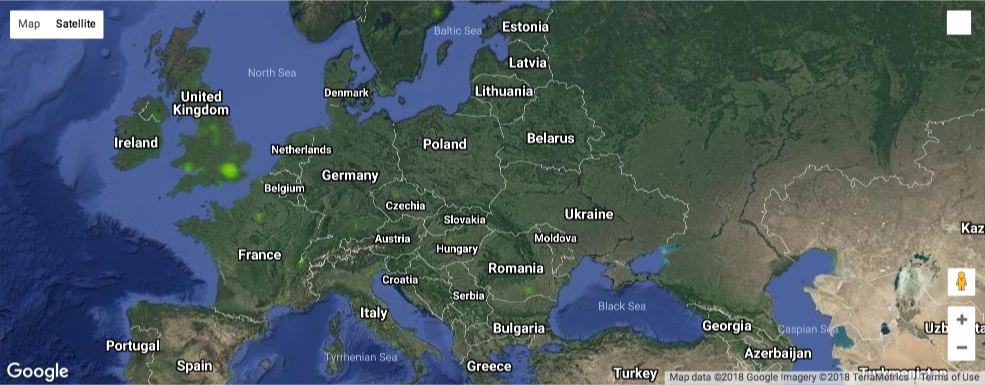 Map Satellite
Baltic Sea
Estonia
Latvia
North Sea
Lithuania
Denmark
United
Kingdom
Ireland
Belarus
Poland
Netherlands
Germany
Belgium
Czechia
Slovakia
Ukraine
Kaz
Austria
Moldova
Hungary
France
Romania
Croatia
Serbia
Black Sea
Italy
Georgia
Caspian Sea
Uzb
Bulgaria
Portugal
Azerbaijan
Tyrrhenian Sea
Spain
Greece
Turkey
Turkmenistan
Google
Map data ©2018 Google Imagery ©2018 TerraMetrics Terms of Use